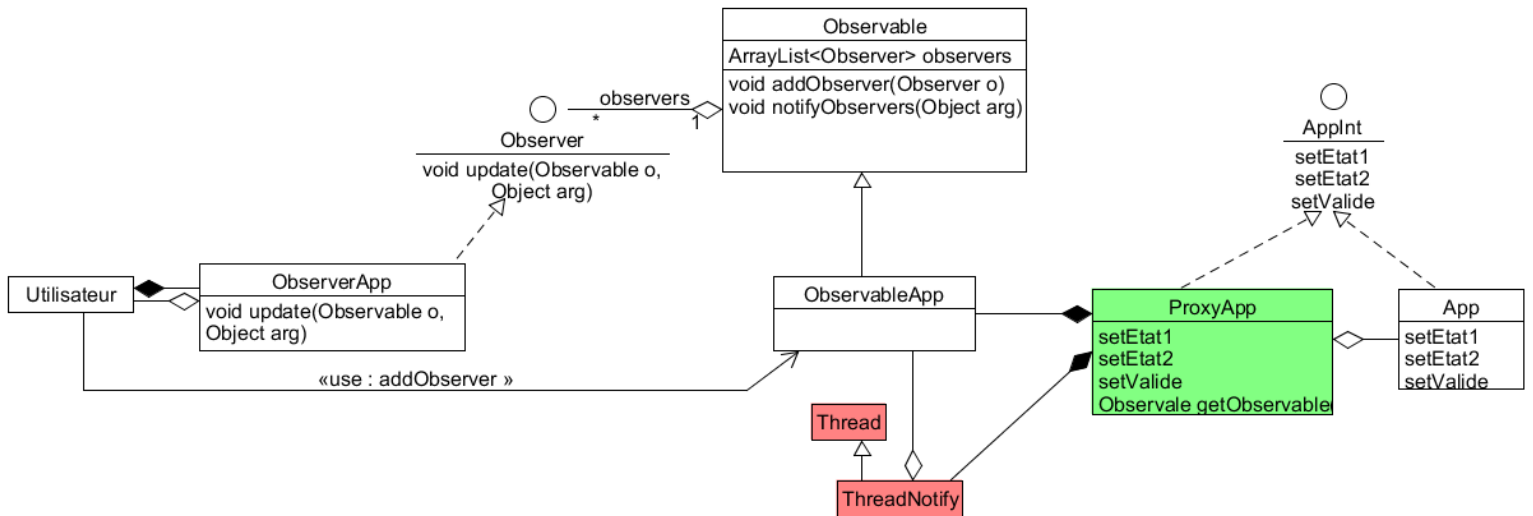 Observable
ArrayList<Observer> observers
void addObserver(Observer o)
void notifyObservers(Object arg)
observers
*
1
Observer
void update(Observable o,
Object arg)
AppInt
setEtat1
setEtat2
setValide
Utilisateur
ObserverApp
void update(Observable o,
Object arg)
ObservableApp
ProxyApp
setEtat1
setEtat2
setValide
Observale getObservable(
App
setEtat1
setEtat2
setValide
«use : addObserver »
Thread
ThreadNotify